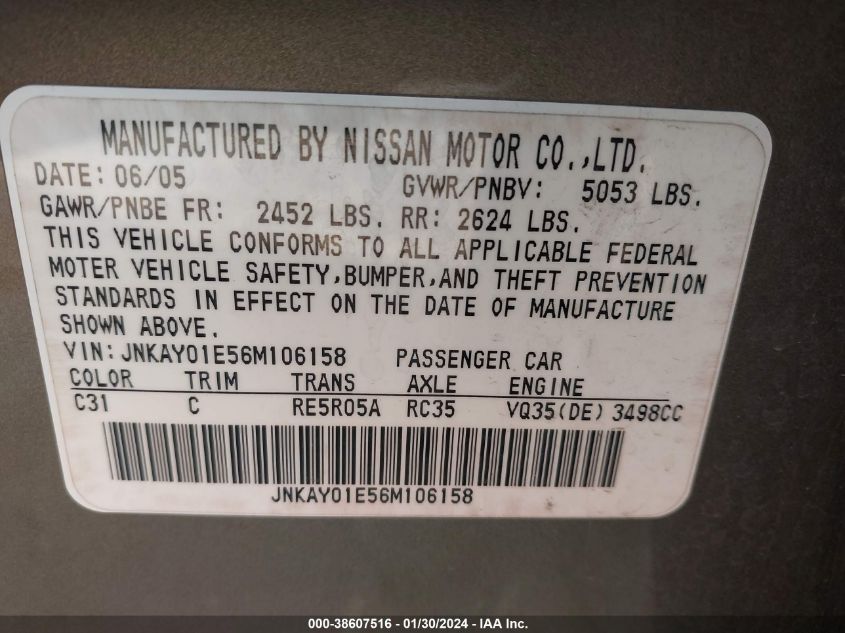 MANUFACTURED BY NISSAN MOTOR CO.,LTD.
DATE: 06/05 GVWR/PNBV: 5053 LBS.
GAWR/PNBE FR: 2452 LBS. RR: 2624 LBS.
THIS VEHICLE CONFORMS TO ALL APPLICABLE FEDERAL
MOTER VEHICLE SAFETY,BUMPER,AND THEFT PREVENTION
STANDARDS IN EFFECT ON THE DATE OF MANUFACTURE
SHOWN ABOVE.
VIN: JNKAY01E56M106158 PASSENGER CAR
COLOR TRIM TRANS AXLE ENGINE
C31 C RE5R05A RC35 VQ35(DE) 3498CC
JNKAY01E56M106158
000-38607516 - 01/30/2024 - IAA Inc.